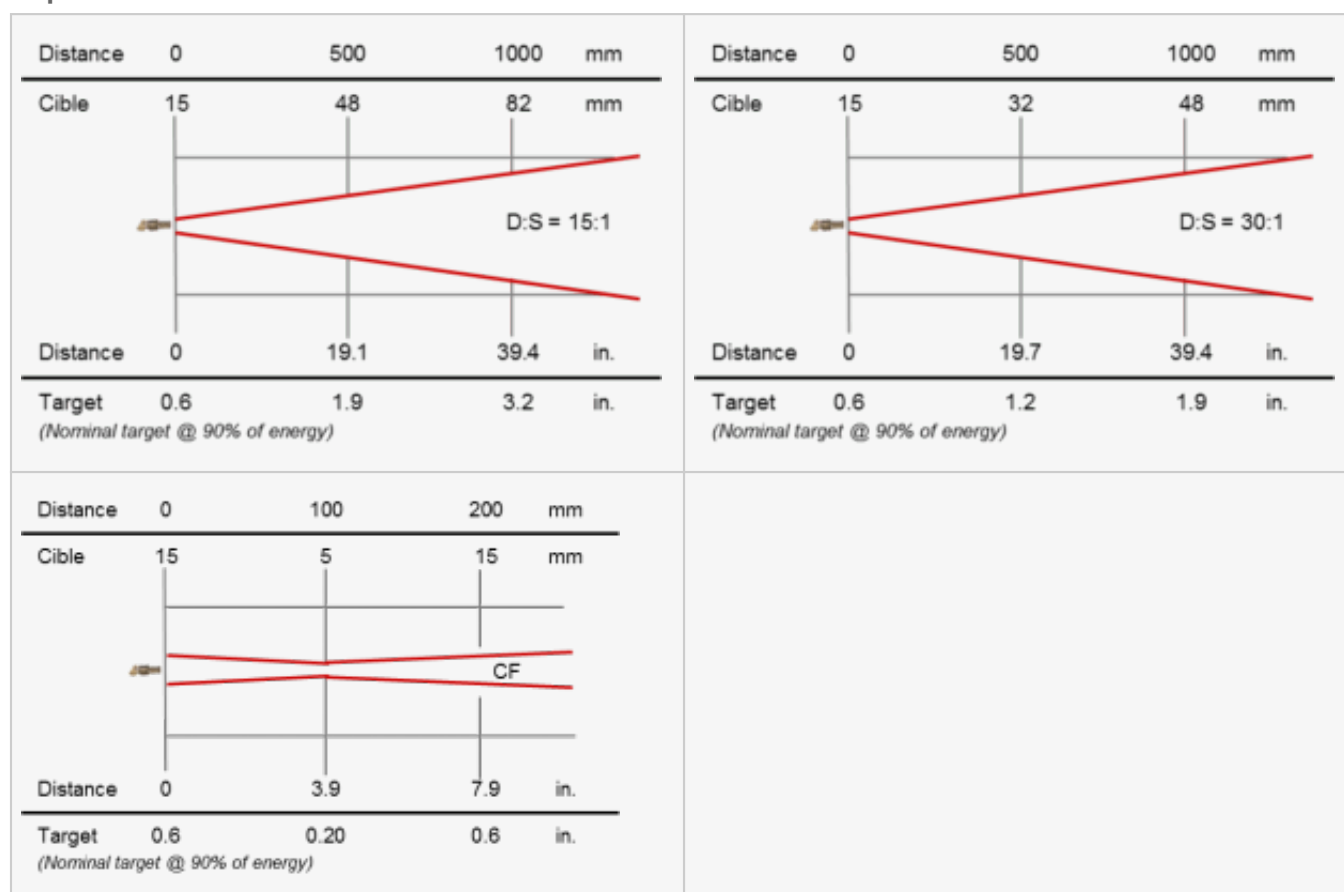 Distance 0 500 1000 mm
Cible 15 48 82 mm
D:S = 15:1
Distance 0 19.1 39.4 in.
Target 0.6 1.9 3.2 in.
(Nominal target @ 90% of energy)
Distance 0 500 1000 mm
Cible 15 32 48 mm
D:S = 30:1
Distance 0 19.7 39.4 in.
Target 0.6 1.2 1.9 in.
(Nominal target @ 90% of energy)
Distance 0 100 200 mm
Cible 15 5 15 mm
CF
Distance 0 3.9 7.9 in.
Target 0.6 0.20 0.6 in.
(Nominal target @ 90% of energy)